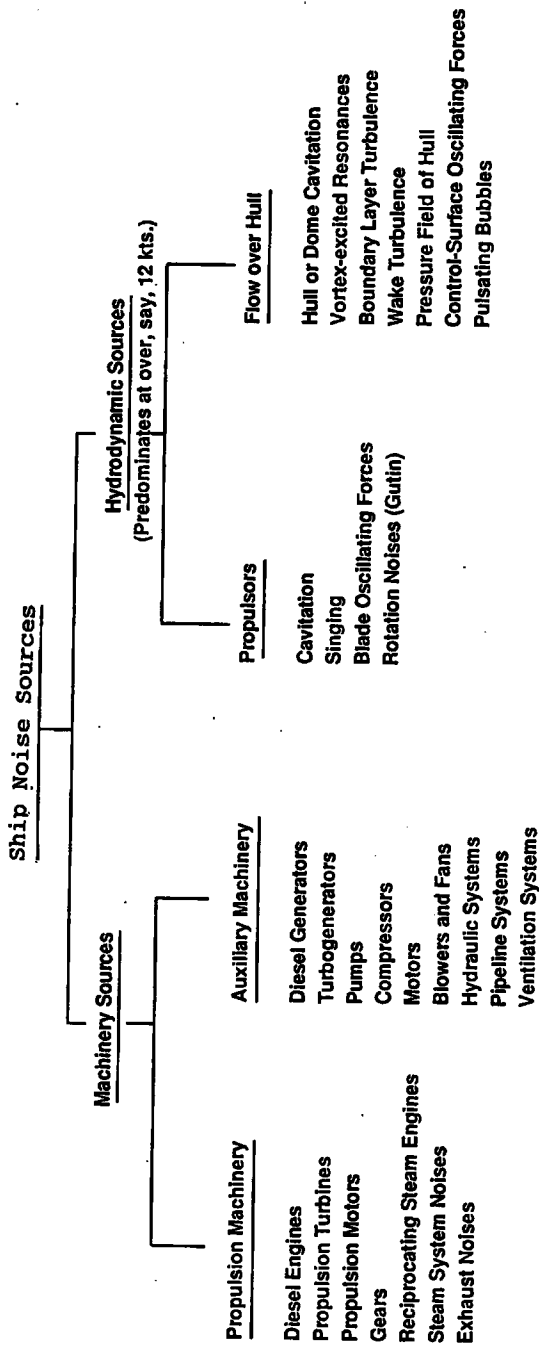 Ship Noise Sources
Machinery Sources
Hydrodynamic Sources
(Predominates at over, say, 12 kts.)
Propulsion Machinery
Diesel Engines
Propulsion Turbines
Propulsion Motors
Gears
Reciprocating Steam Engines
Steam System Noises
Exhaust Noises
Auxiliary Machinery
Diesel Generators
Turbogenerators
Pumps
Compressors
Motors
Blowers and Fans
Hydraulic Systems
Pipeline Systems
Ventilation Systems
Propulsors
Cavitation
Singing
Blade Oscillating Forces
Rotation Noises (Gutin)
Flow over Hull
Hull or Dome Cavitation
Vortex-excited Resonances
Boundary Layer Turbulence
Wake Turbulence
Pressure Field of Hull
Control-Surface Oscillating Forces
Pulsating Bubbles